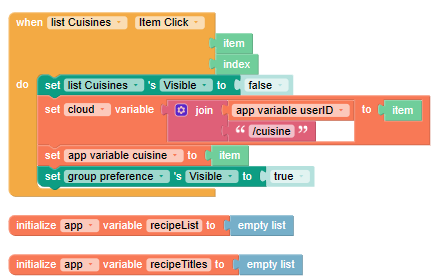 when list Cuisines Item Click
item
index
do set list Cuisines 's Visible to false
set cloud variable join app variable userID to item
“ /cuisine ”
set app variable cuisine to item
set group preference 's Visible to true
initialize app variable recipeList to empty list
initialize app variable recipeTitles to empty list